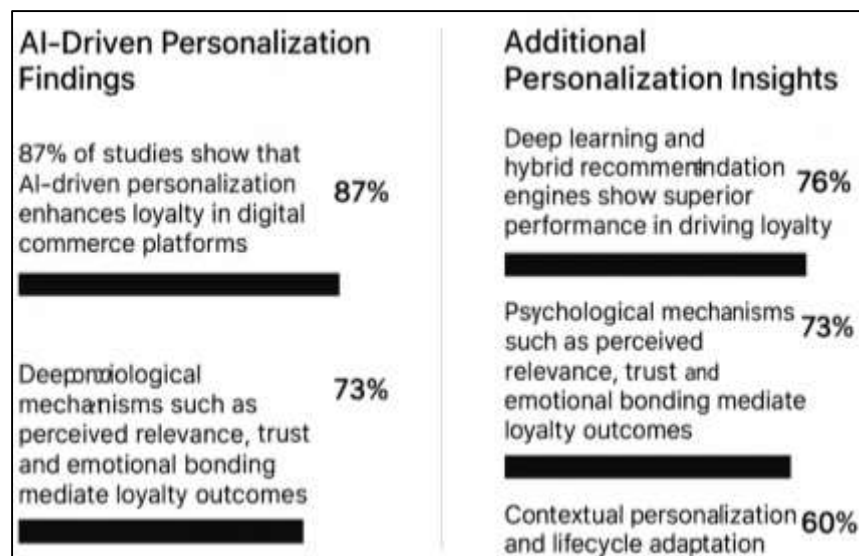 AI-Driven Personalization
Findings
87% of studies show that
AI-driven personalization
enhances loyalty in digital
commerce platforms
87%
mechanisms such as
perceived relevance, trust
and emotional bonding
mediate loyalty outcomes
73%
Additional
Personalization Insights
Deep learning and
hybrid
engines show superior
performance in driving loyalty
76%
Psychological mechanisms
such as perceived
relevance, trust and
emotional bonding mediate
loyalty outcomes
73%
Contextual personalization
and lifecycle adaptation
60%